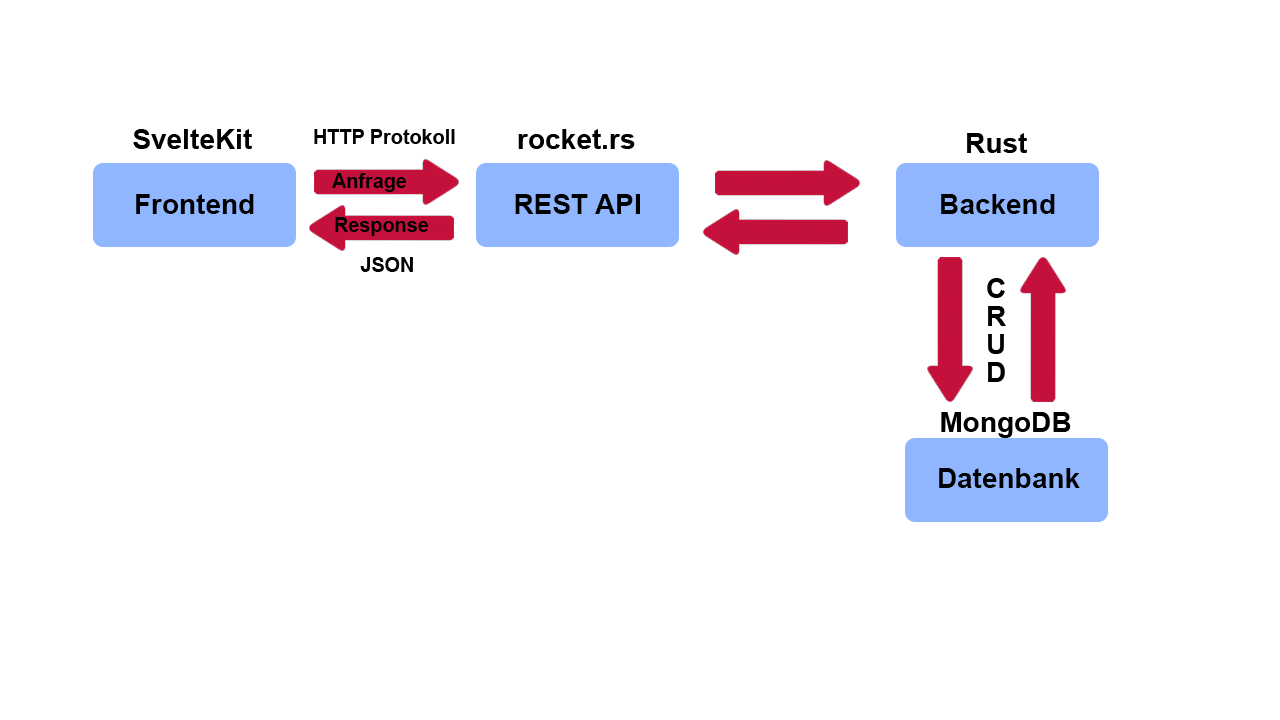 SvelteKit
HTTP Protokoll
rocket.rs
Rust
Frontend
Anfrage
Response
JSON
REST API
Backend
C
R
U
D
MongoDB
Datenbank